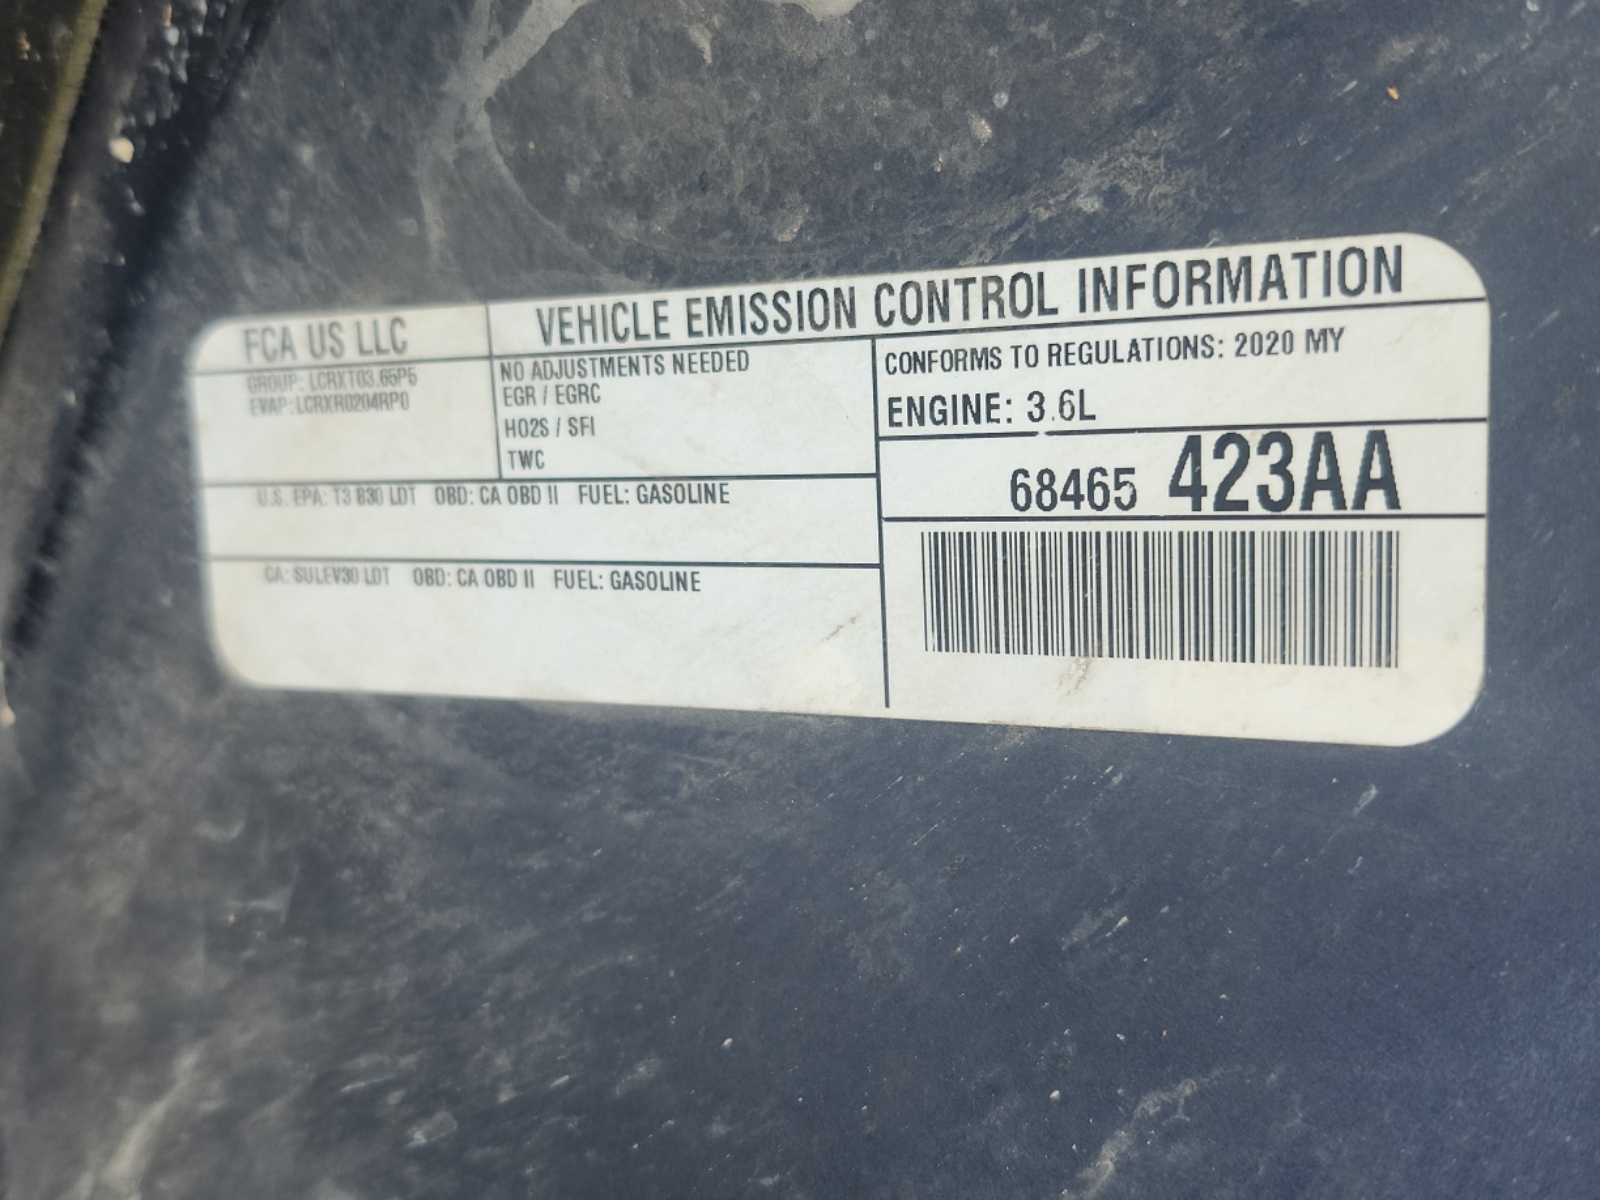 FCA US LLC
VEHICLE EMISSION CONTROL INFORMATION
GROUP: LCRXT03.65P5
EVAP: LCRXR0204RP0
NO ADJUSTMENTS NEEDED
EGR / EGRC
HO2S / SFI
TWC
CONFORMS TO REGULATIONS: 2020 MY
ENGINE: 3.6L
68465 423AA
U.S. EPA: T3 B30 LDT OBD: CA OBD II FUEL: GASOLINE
CA: SULEV30 LDT OBD: CA OBD II FUEL: GASOLINE